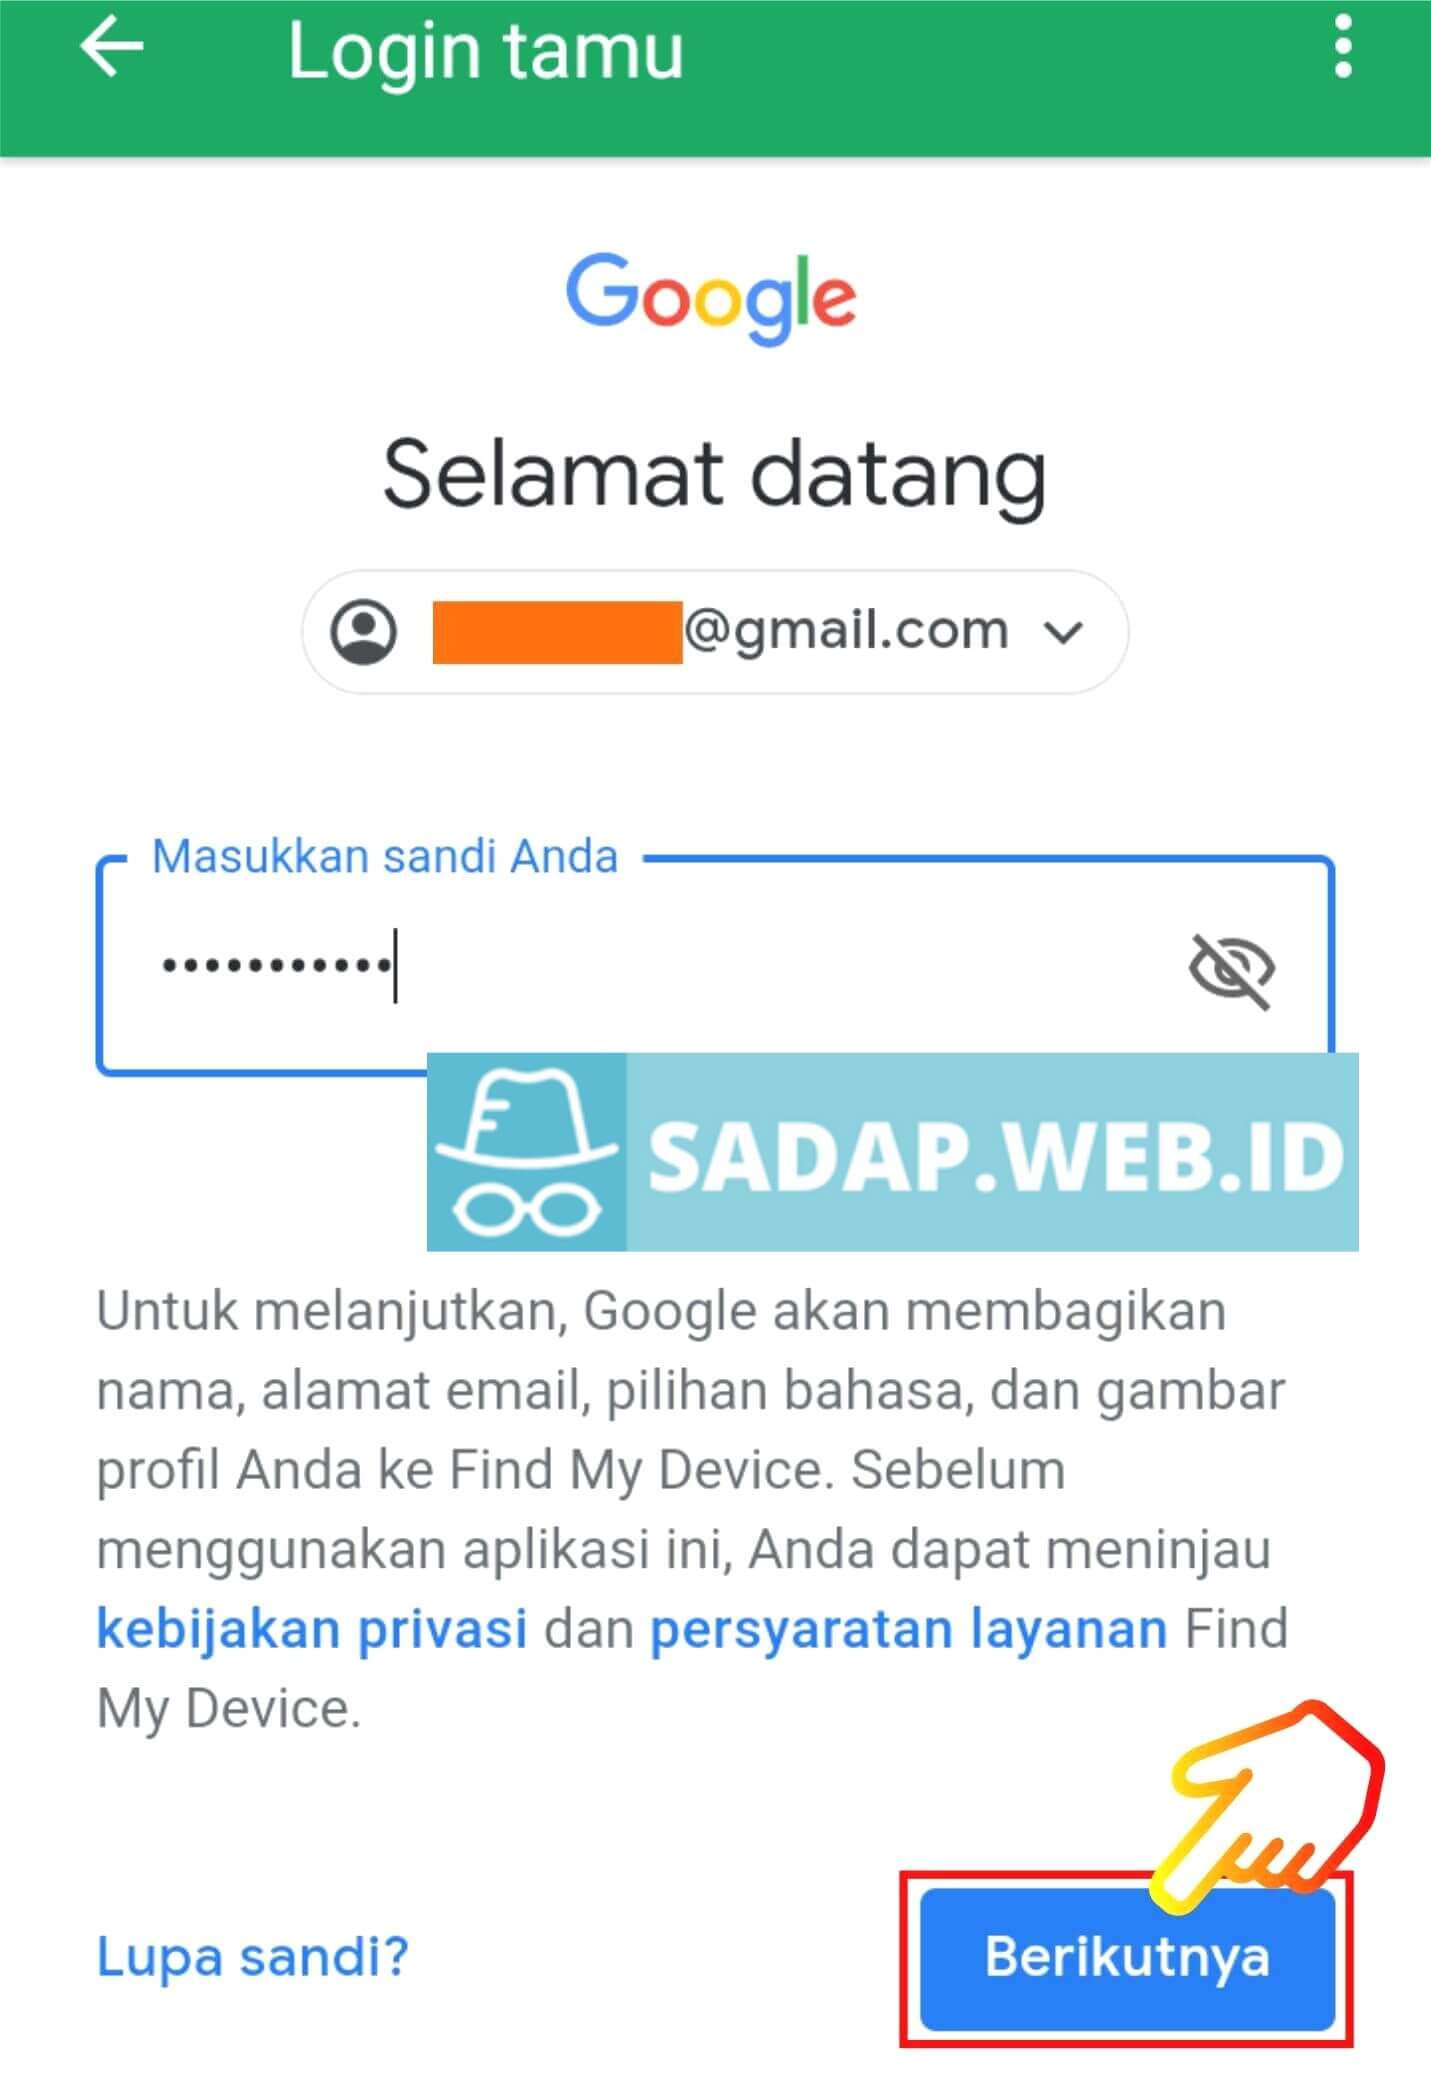 Login tamu
Google
Selamat datang
@gmail.com
Masukkan sandi Anda
SADAP.WEB.ID
Untuk melanjutkan, Google akan membagikan
nama, alamat email, pilihan bahasa, dan gambar
profil Anda ke Find My Device. Sebelum
menggunakan aplikasi ini, Anda dapat meninjau
kebijakan privasi dan persyaratan layanan Find
My Device.
Lupa sandi?
Berikutnya